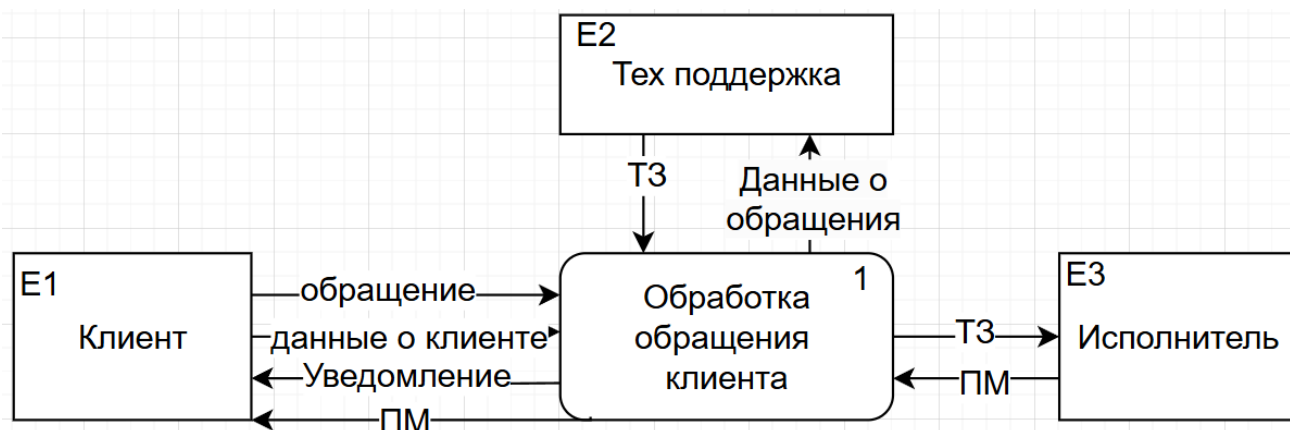 E2
Тех поддержка
ТЗ
Данные о
обращения
E1
Клиент
обращение
данные о клиенте
Уведомление
ПМ
1
Обработка
обращения
клиента
ТЗ
ПМ
E3
Исполнитель